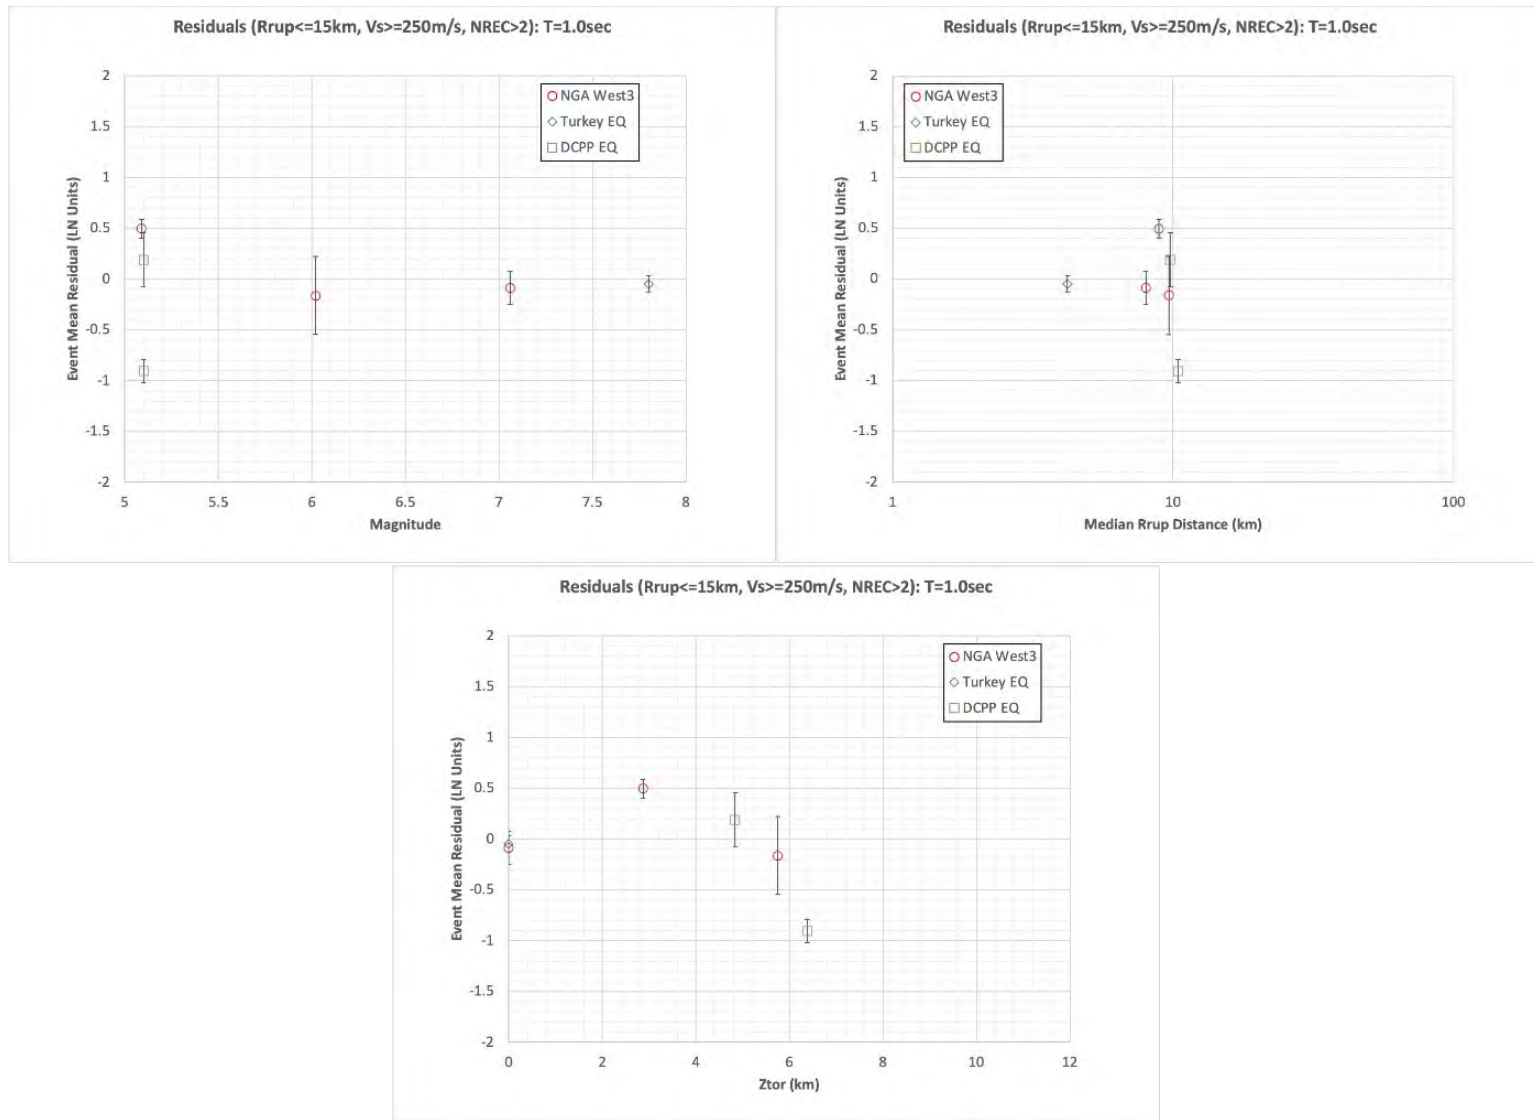 Residuals (Rrup<=15km, Vs>=250m/s, NREC>2): T=1.0sec
2
1.5
1
0.5
0
-0.5
-1
-1.5
-2
Event Mean Residual (LN Units)
NGA West3
Turkey EQ
DCPP EQ
5
5.5
6
6.5
7
7.5
8
Magnitude
Residuals (Rrup<=15km, Vs>=250m/s, NREC>2): T=1.0sec
2
1.5
1
0.5
0
-0.5
-1
-1.5
-2
Event Mean Residual (LN Units)
NGA West3
Turkey EQ
DCPP EQ
1
10
100
Median Rrup Distance (km)
Residuals (Rrup<=15km, Vs>=250m/s, NREC>2): T=1.0sec
2
1.5
1
0.5
0
-0.5
-1
-1.5
-2
Event Mean Residual (LN Units)
NGA West3
Turkey EQ
DCPP EQ
0
2
4
6
8
10
12
Ztor (km)